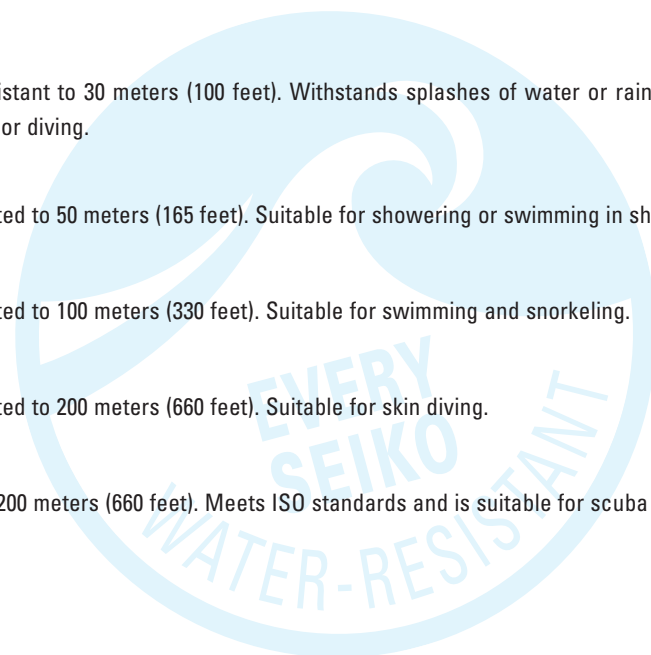 istant to 30 meters (100 feet). Withstands splashes of water or rain
or diving.
ted to 50 meters (165 feet). Suitable for showering or swimming in sh
ted to 100 meters (330 feet). Suitable for swimming and snorkeling.
ted to 200 meters (660 feet). Suitable for skin diving.
200 meters (660 feet). Meets ISO standards and is suitable for scuba
EVERY
SEIKO
WATER-RESISTANT